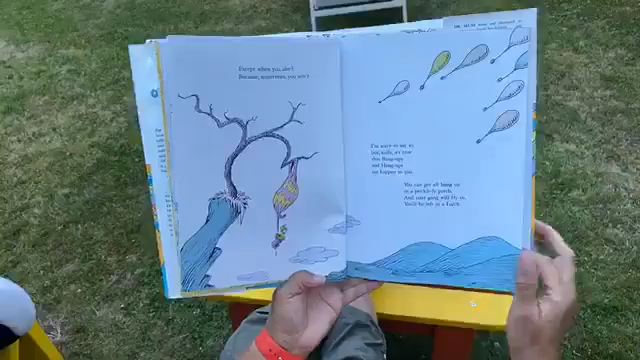 Except when you don't.
Because, sometimes, you won't.
I'm sorry to say so
but, sadly, it's true
that Bang-ups
and Hang-ups
can happen to you.
You can get all hung up
in a prickle-ly perch.
And your gang will fly on.
You'll be left in a Lurch.